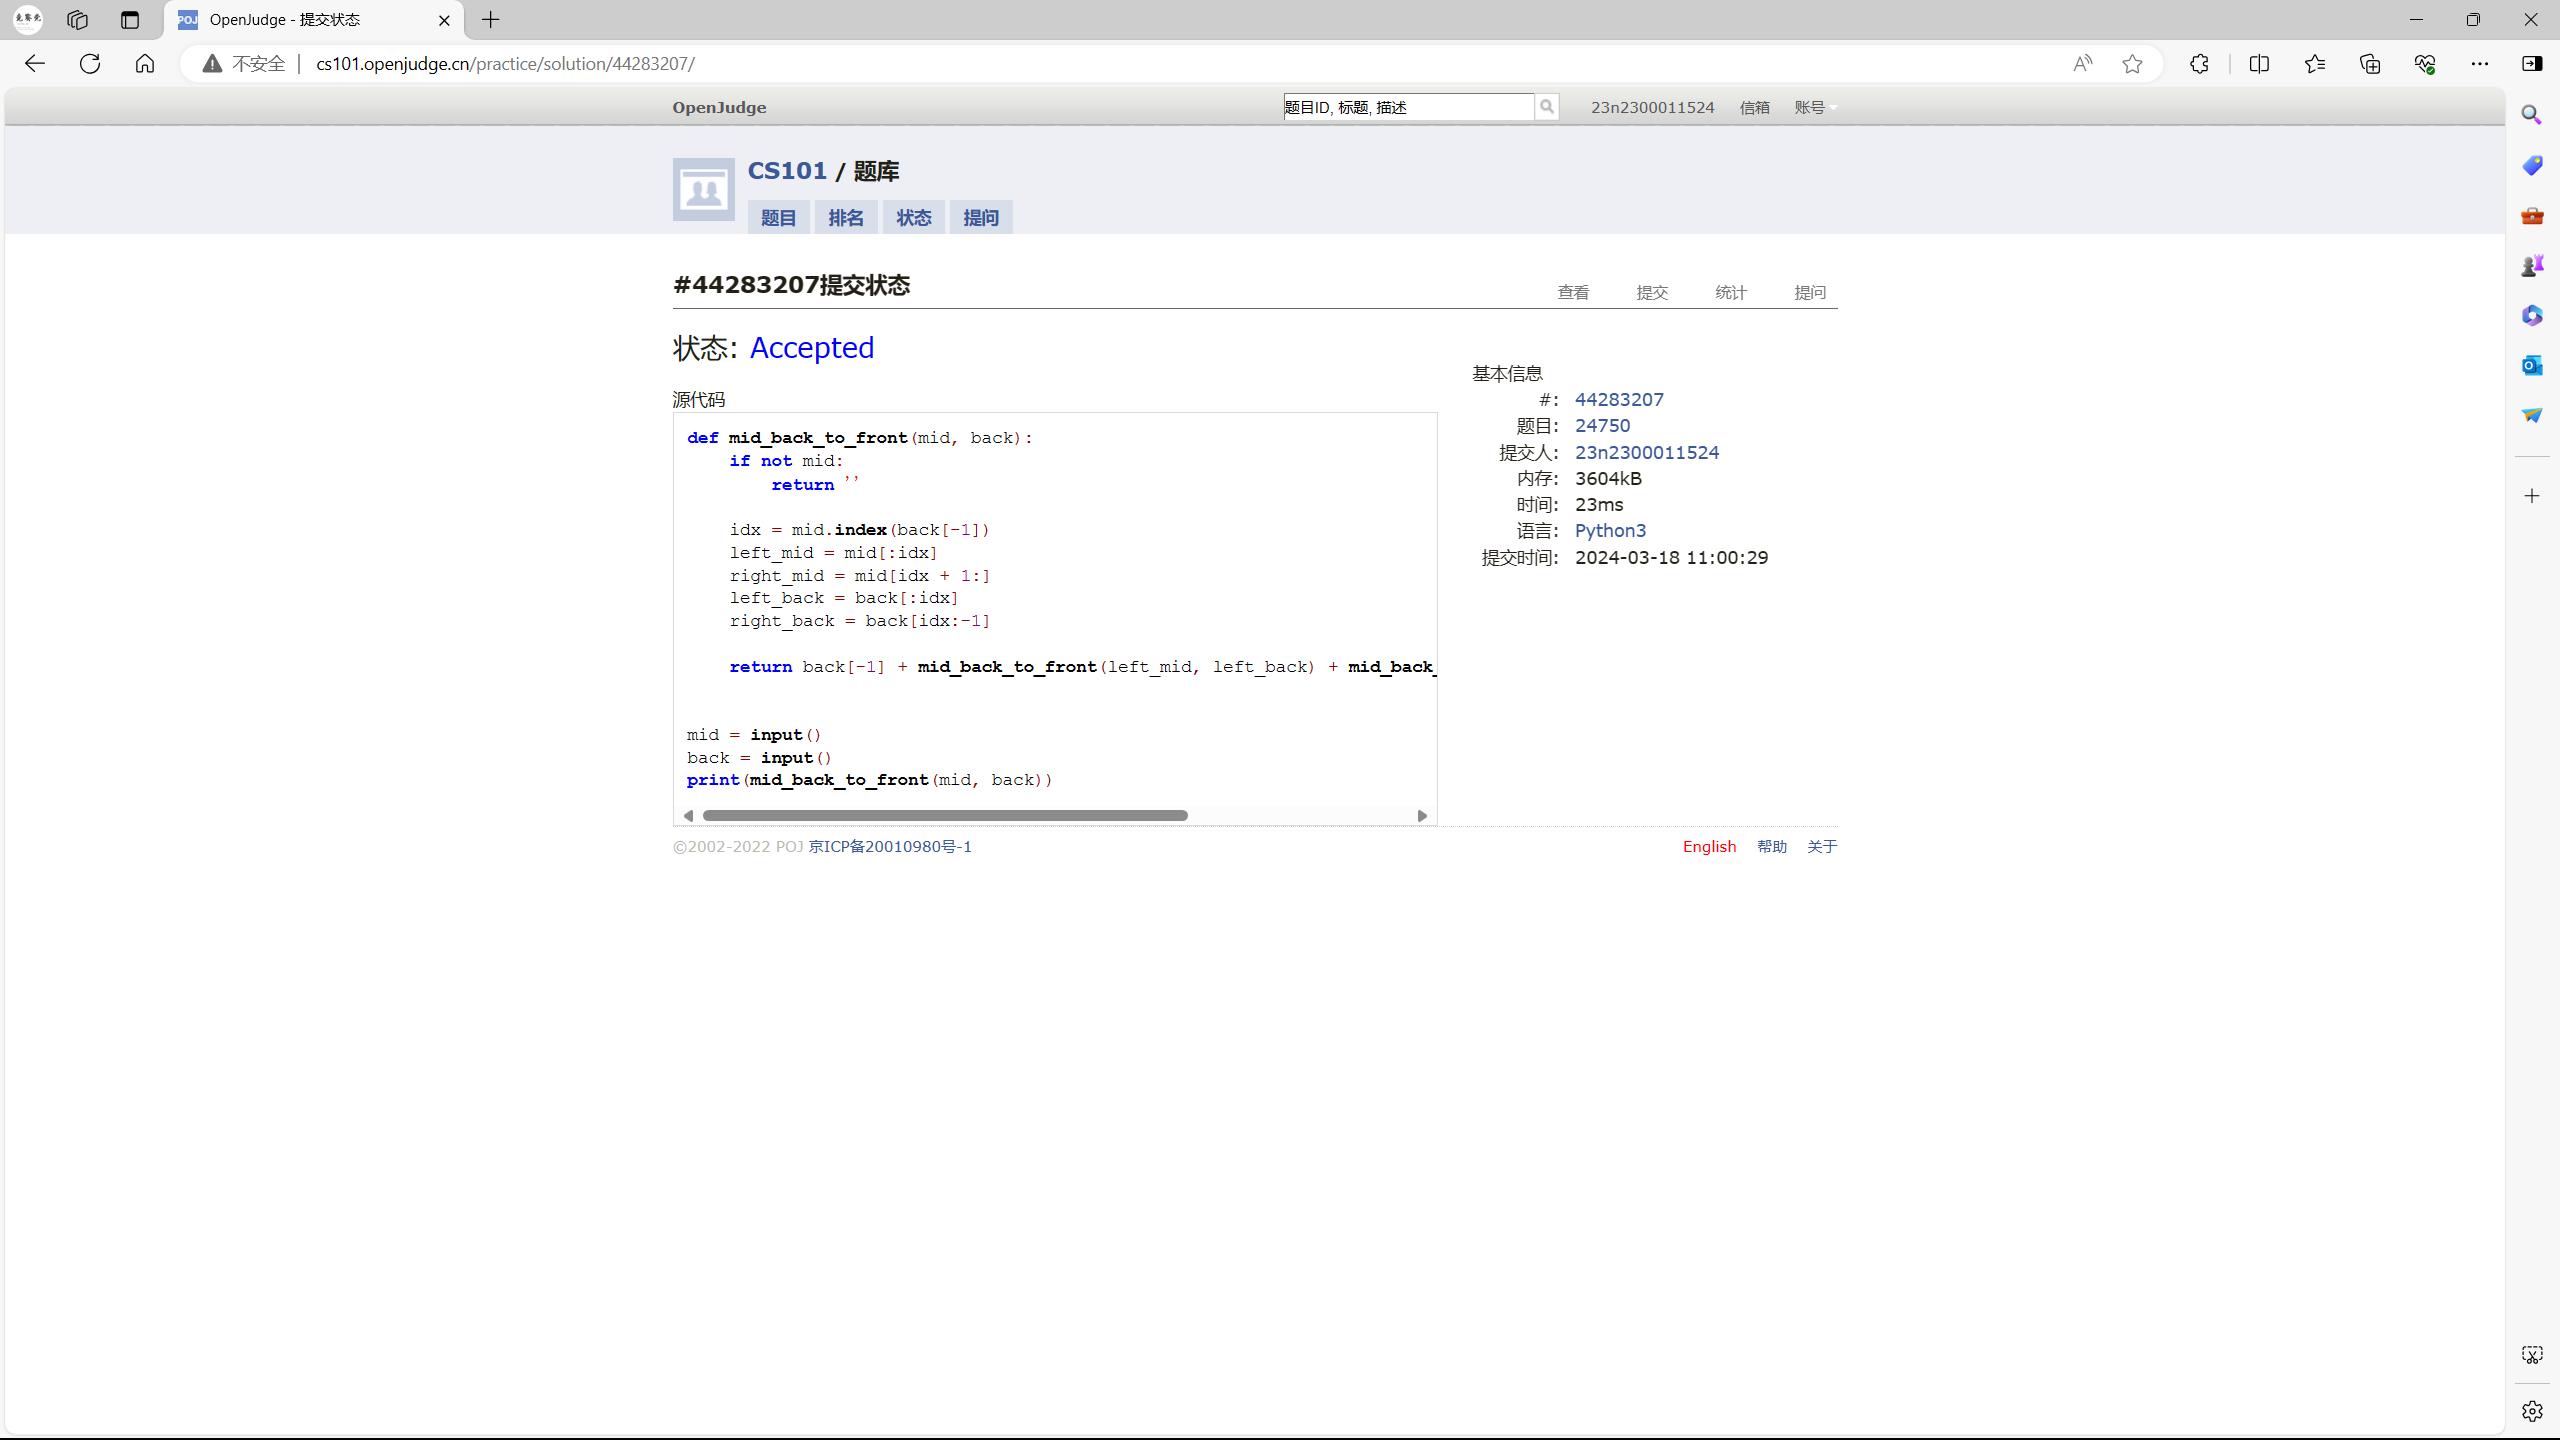 OpenJudge - 提交状态
不安全 cs101.openjudge.cn/practice/solution/44283207/
OpenJudge 题目ID, 标题, 描述 23n2300011524 信箱 账号
CS101 / 题库
题目 排名 状态 提问
#44283207提交状态 查看 提交 统计 提问
状态: Accepted
基本信息
#: 44283207
题目: 24750
提交人: 23n2300011524
内存: 3604kB
时间: 23ms
语言: Python3
提交时间: 2024-03-18 11:00:29
源代码
def mid_back_to_front(mid, back):
    if not mid:
        return ''
    idx = mid.index(back[-1])
    left_mid = mid[:idx]
    right_mid = mid[idx + 1:]
    left_back = back[:idx]
    right_back = back[idx:-1]
    return back[-1] + mid_back_to_front(left_mid, left_back) + mid_back_
mid = input()
back = input()
print(mid_back_to_front(mid, back))
©2002-2022 POJ 京ICP备20010980号-1 English 帮助 关于